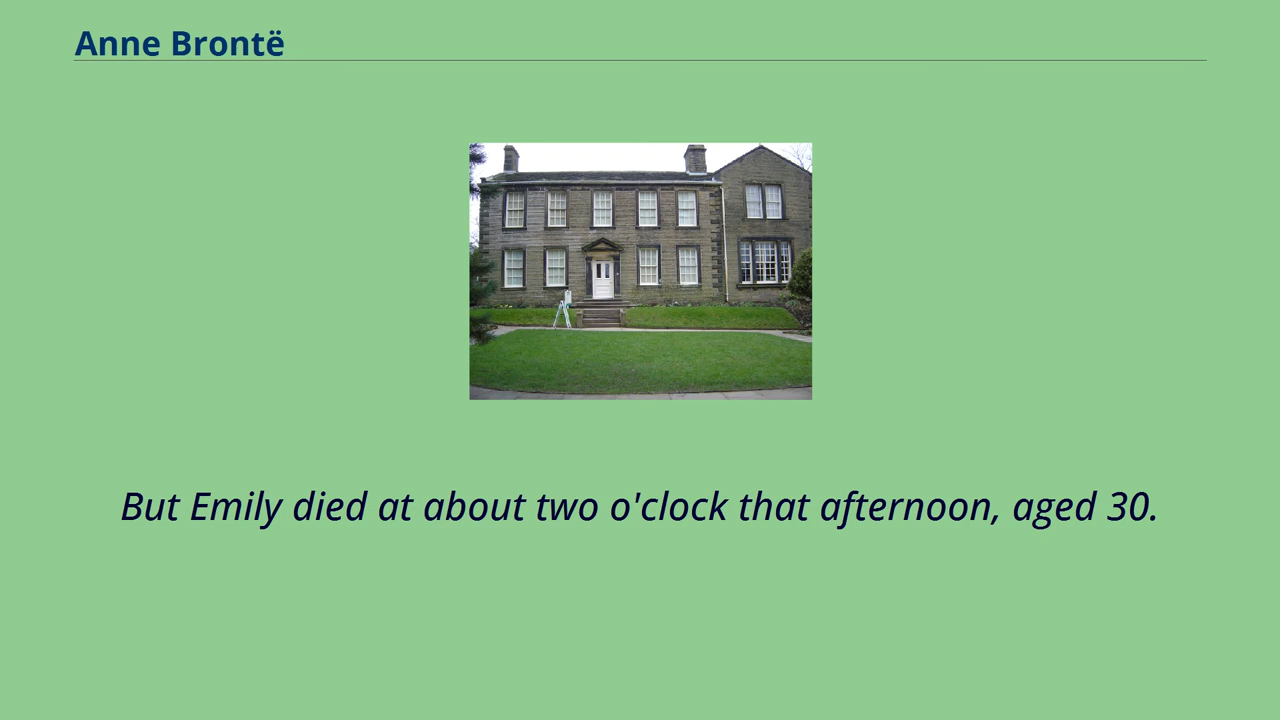 Anne Brontë
But Emily died at about two o'clock that afternoon, aged 30.